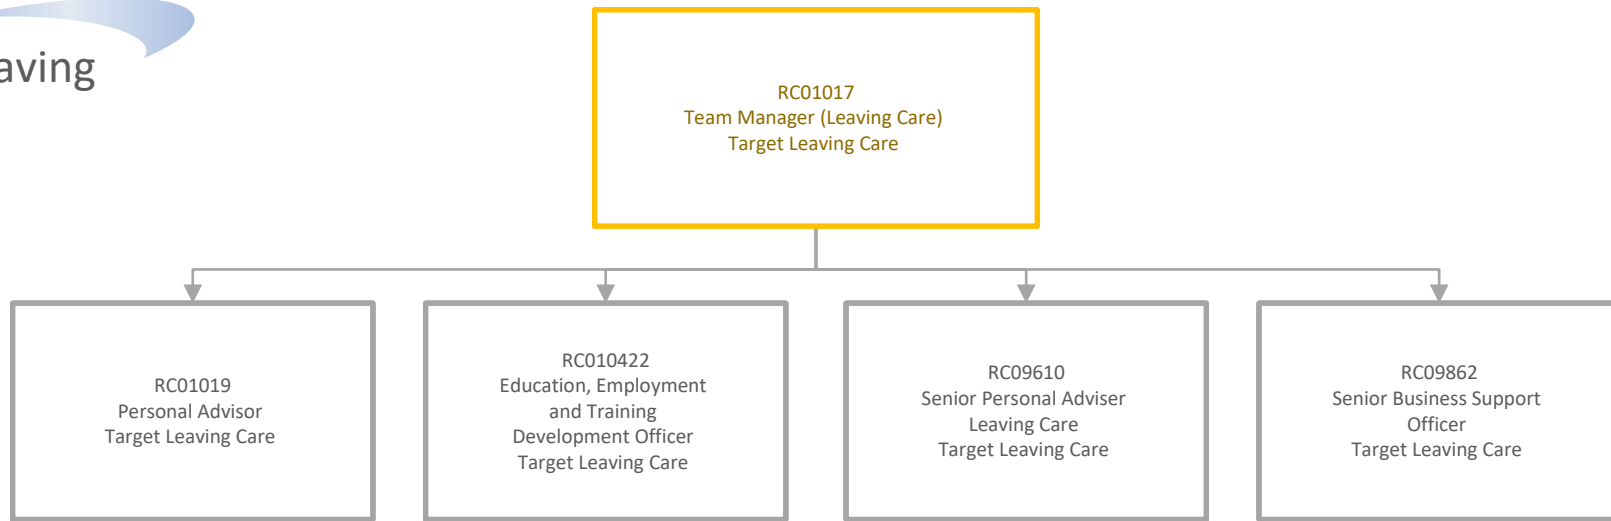 aving
RC01017
Team Manager (Leaving Care)
Target Leaving Care
RC01019
Personal Advisor
Target Leaving Care
RC010422
Education, Employment
and Training
Development Officer
Target Leaving Care
RC09610
Senior Personal Adviser
Leaving Care
Target Leaving Care
RC09862
Senior Business Support
Officer
Target Leaving Care